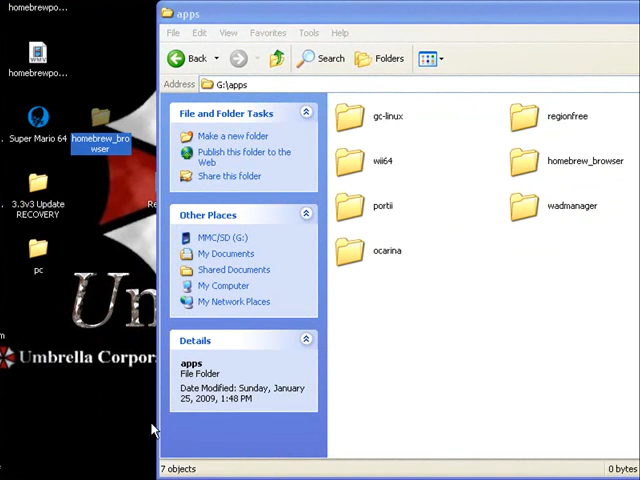 homebrew...
homebrewpo...
Super Mario 64
homebrew_bro
wser
3.3v3 Update
RECOVERY
Re
pc
m
Um
Umbrella Corpor
apps
File Edit View Favorites Tools Help
Back Search Folders
Address G:\apps
File and Folder Tasks
Make a new folder
Publish this folder to the
Web
Share this folder
Other Places
MMC/SD (G:)
My Documents
Shared Documents
My Computer
My Network Places
Details
apps
File Folder
Date Modified: Sunday, January
25, 2009, 1:48 PM
gc-linux
regionfree
wii64
homebrew_browser
portii
wadmanager
ocarina
7 objects
0 bytes